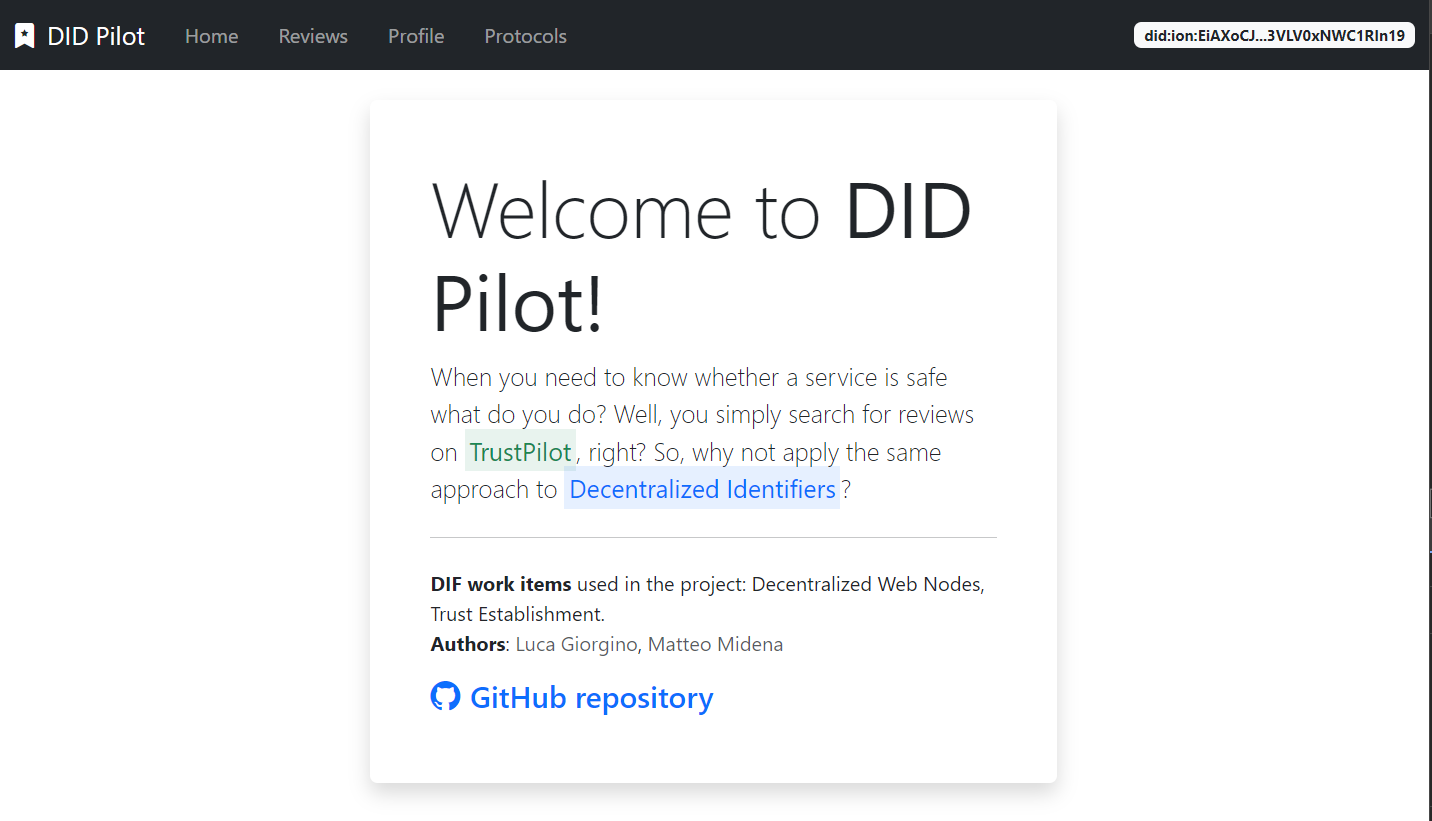 DID Pilot Home Reviews Profile Protocols did:ion:EiAXoCJ...3VLV0xNWC1RIn19
Welcome to DID
Pilot!
When you need to know whether a service is safe
what do you do? Well, you simply search for reviews
on TrustPilot, right? So, why not apply the same
approach to Decentralized Identifiers?
DIF work items used in the project: Decentralized Web Nodes,
Trust Establishment.
Authors: Luca Giorgino, Matteo Midena
GitHub repository